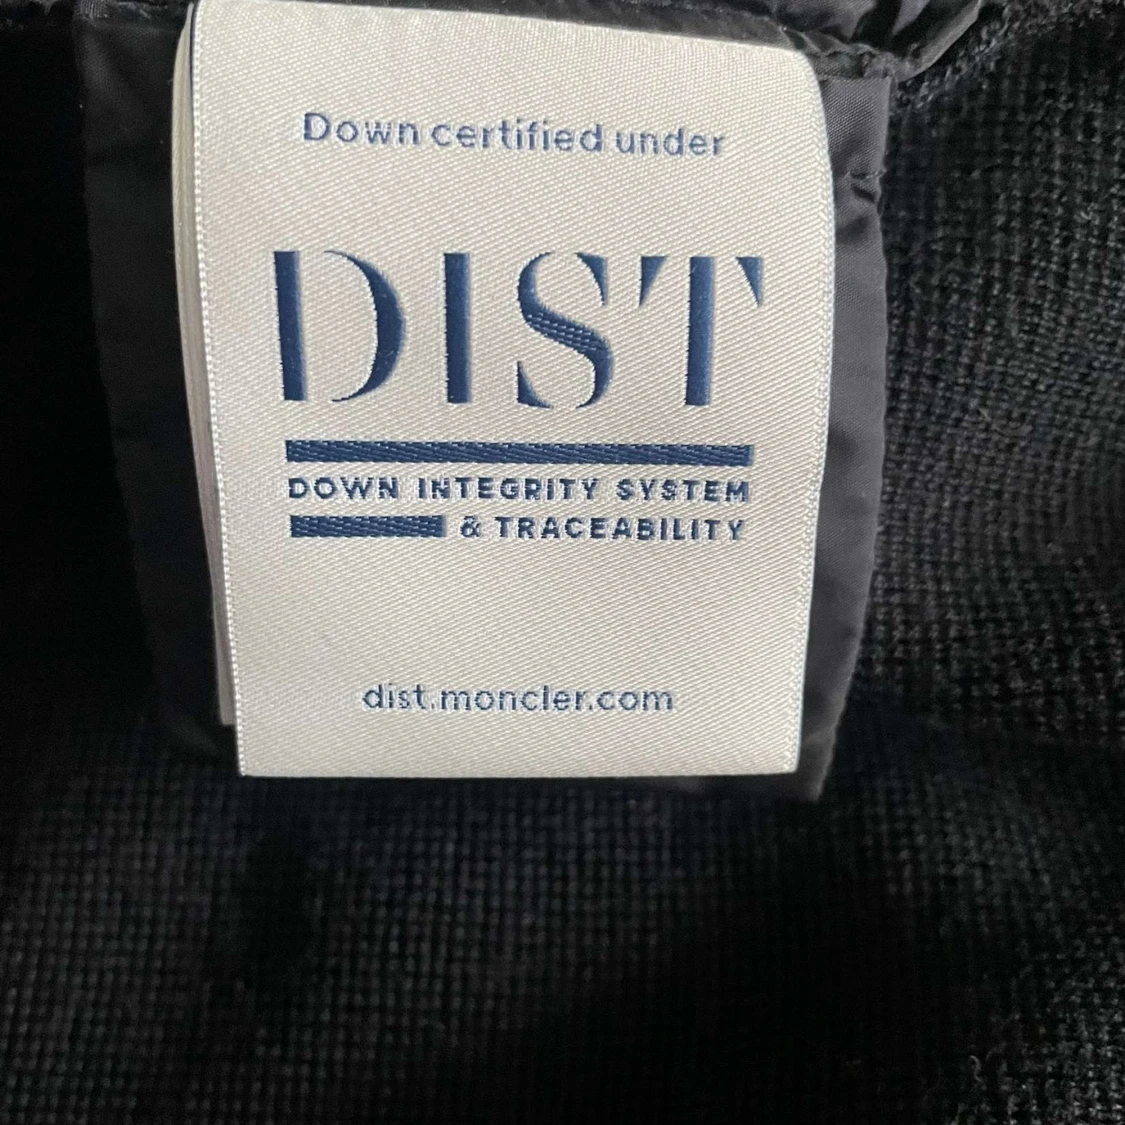 Down certified under
DIST
DOWN INTEGRITY SYSTEM
& TRACEABILITY
dist.moncler.com